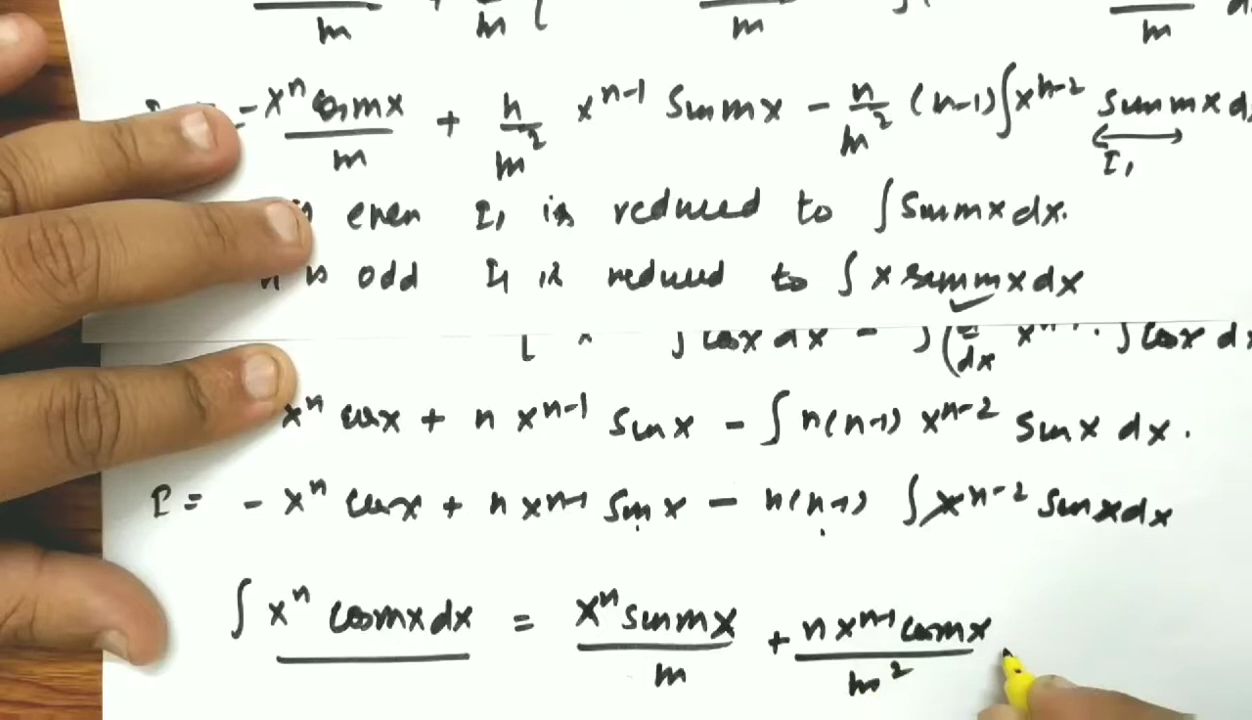 m m m m
= -xⁿ cos mx / m + n/m² xⁿ⁻¹ sin mx - n/m² (n-1) ∫ xⁿ⁻² sin mx d
I₁
even I₁ is reduced to ∫ sin mx dx.
n is odd I₁ is reduced to ∫ x sin mx dx
∫ cos x dx - ∫ ( d/dx xⁿ⁻¹ · ∫ cos x d
xⁿ cos x + n xⁿ⁻¹ sin x - ∫ n(n-1) xⁿ⁻² sin x dx.
I = - xⁿ cos x + n xⁿ⁻¹ sin x - n(n-1) ∫ xⁿ⁻² sin x dx
∫ xⁿ cos mx dx = xⁿ sin mx / m + n xⁿ⁻¹ cos mx / m²